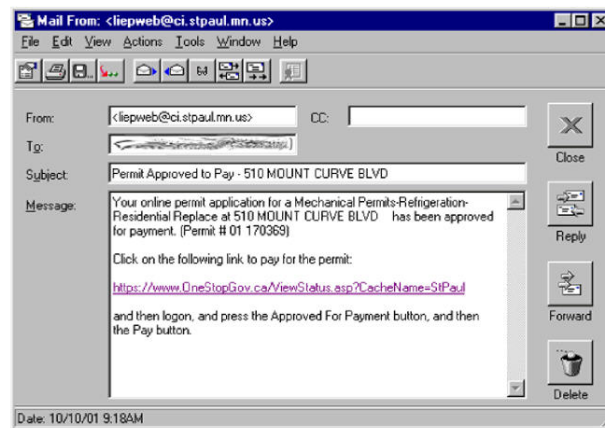 Mail From: <liepweb@ci.stpaul.mn.us>
File Edit View Actions Tools Window Help
From: <liepweb@ci.stpaul.mn.us> CC:
To:
Subject: Permit Approved to Pay - 510 MOUNT CURVE BLVD
Message:
Your online permit application for a Mechanical Permits-Refrigeration-
Residential Replace at 510 MOUNT CURVE BLVD has been approved
for payment. (Permit # 01 170369)
Click on the following link to pay for the permit:
https://www.OneStopGov.ca/ViewStatus.asp?CacheName=StPaul
and then logon, and press the Approved For Payment button, and then
the Pay button.
Close
Reply
Forward
Delete
Date: 10/10/01 9:18AM